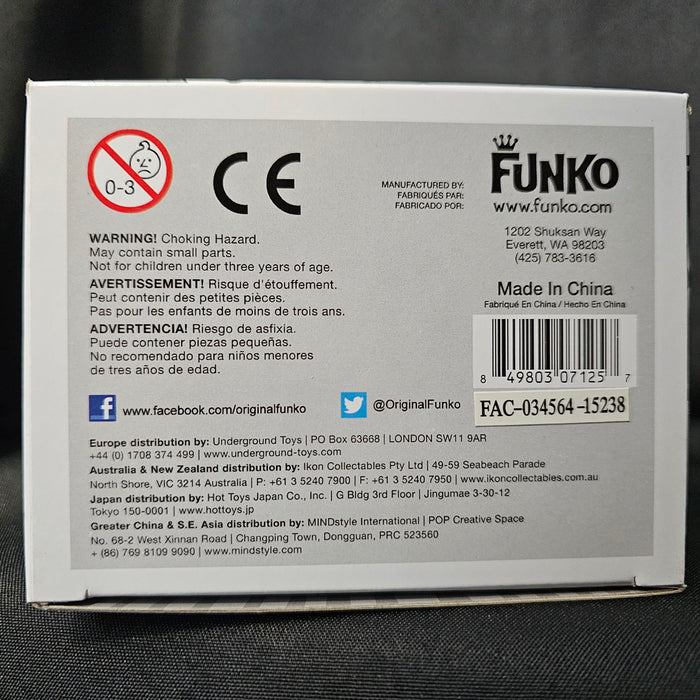 0-3
CE
MANUFACTURED BY:
FABRIQUÉS PAR:
FABRICADO POR:
FUNKO
www.funko.com
1202 Shuksan Way
Everett, WA 98203
(425) 783-3616
WARNING! Choking Hazard.
May contain small parts.
Not for children under three years of age.
AVERTISSEMENT! Risque d'étouffement.
Peut contenir des petites pièces.
Pas pour les enfants de moins de trois ans.
ADVERTENCIA! Riesgo de asfixia.
Puede contener piezas pequeñas.
No recomendado para niños menores
de tres años de edad.
Made In China
Fabriqué En China / Hecho En China
8 49803 07125 7
FAC-034564-15238
www.facebook.com/originalfunko
@OriginalFunko
Europe distribution by: Underground Toys | PO Box 63668 | LONDON SW11 9AR
+44 (0) 1708 374 499 | www.underground-toys.com
Australia & New Zealand distribution by: Ikon Collectables Pty Ltd | 49-59 Seabeach Parade
North Shore, VIC 3214 Australia | P: +61 3 5240 7900 | F: +61 3 5240 7950 | www.ikoncollectables.com.au
Japan distribution by: Hot Toys Japan Co., Inc. | G Bldg 3rd Floor | Jingumae 3-30-12
Tokyo 150-0001 | www.hottoys.jp
Greater China & S.E. Asia distribution by: MINDstyle International | POP Creative Space
No. 68-2 West Xinnan Road | Changping Town, Dongguan, PRC 523560
+ (86) 769 8109 9090 | www.mindstyle.com